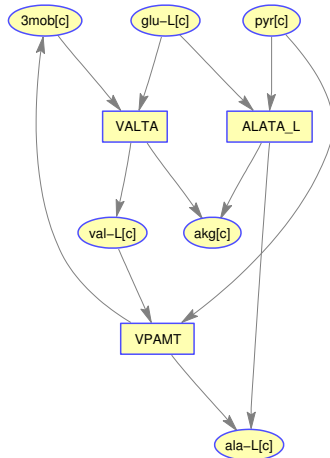 3mob[c] glu-L[c] pyr[c]
VALTA ALATA_L
val-L[c] akg[c]
VPAMT
ala-L[c]